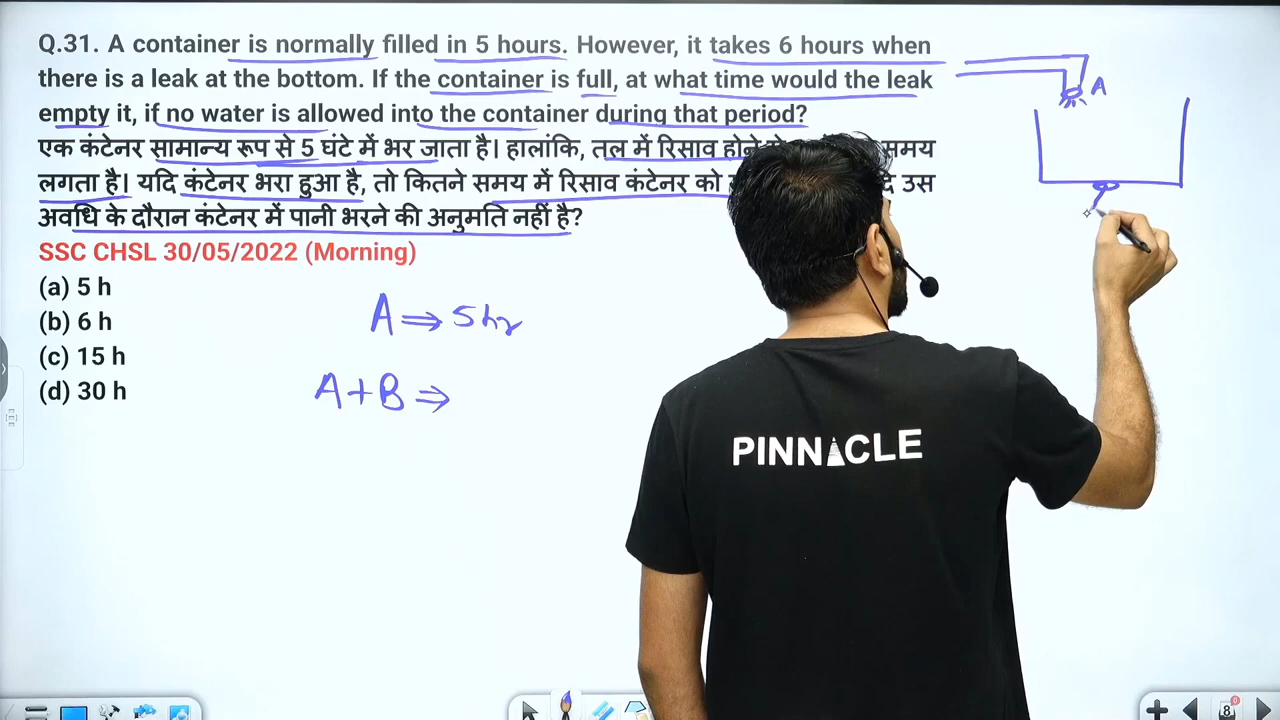 Q.31. A container is normally filled in 5 hours. However, it takes 6 hours when
there is a leak at the bottom. If the container is full, at what time would the leak
empty it, if no water is allowed into the container during that period?
एक कंटेनर सामान्य रूप से 5 घंटे में भर जाता है। हालांकि, तल में रिसाव होने समय
लगता है। यदि कंटेनर भरा हुआ है, तो कितने समय में रिसाव कंटेनर को उस
अवधि के दौरान कंटेनर में पानी भरने की अनुमति नहीं है?
SSC CHSL 30/05/2022 (Morning)
(a) 5 h
(b) 6 h
(c) 15 h
(d) 30 h
A ⇒ 5 hr
A+B ⇒
A
PINNACLE
8